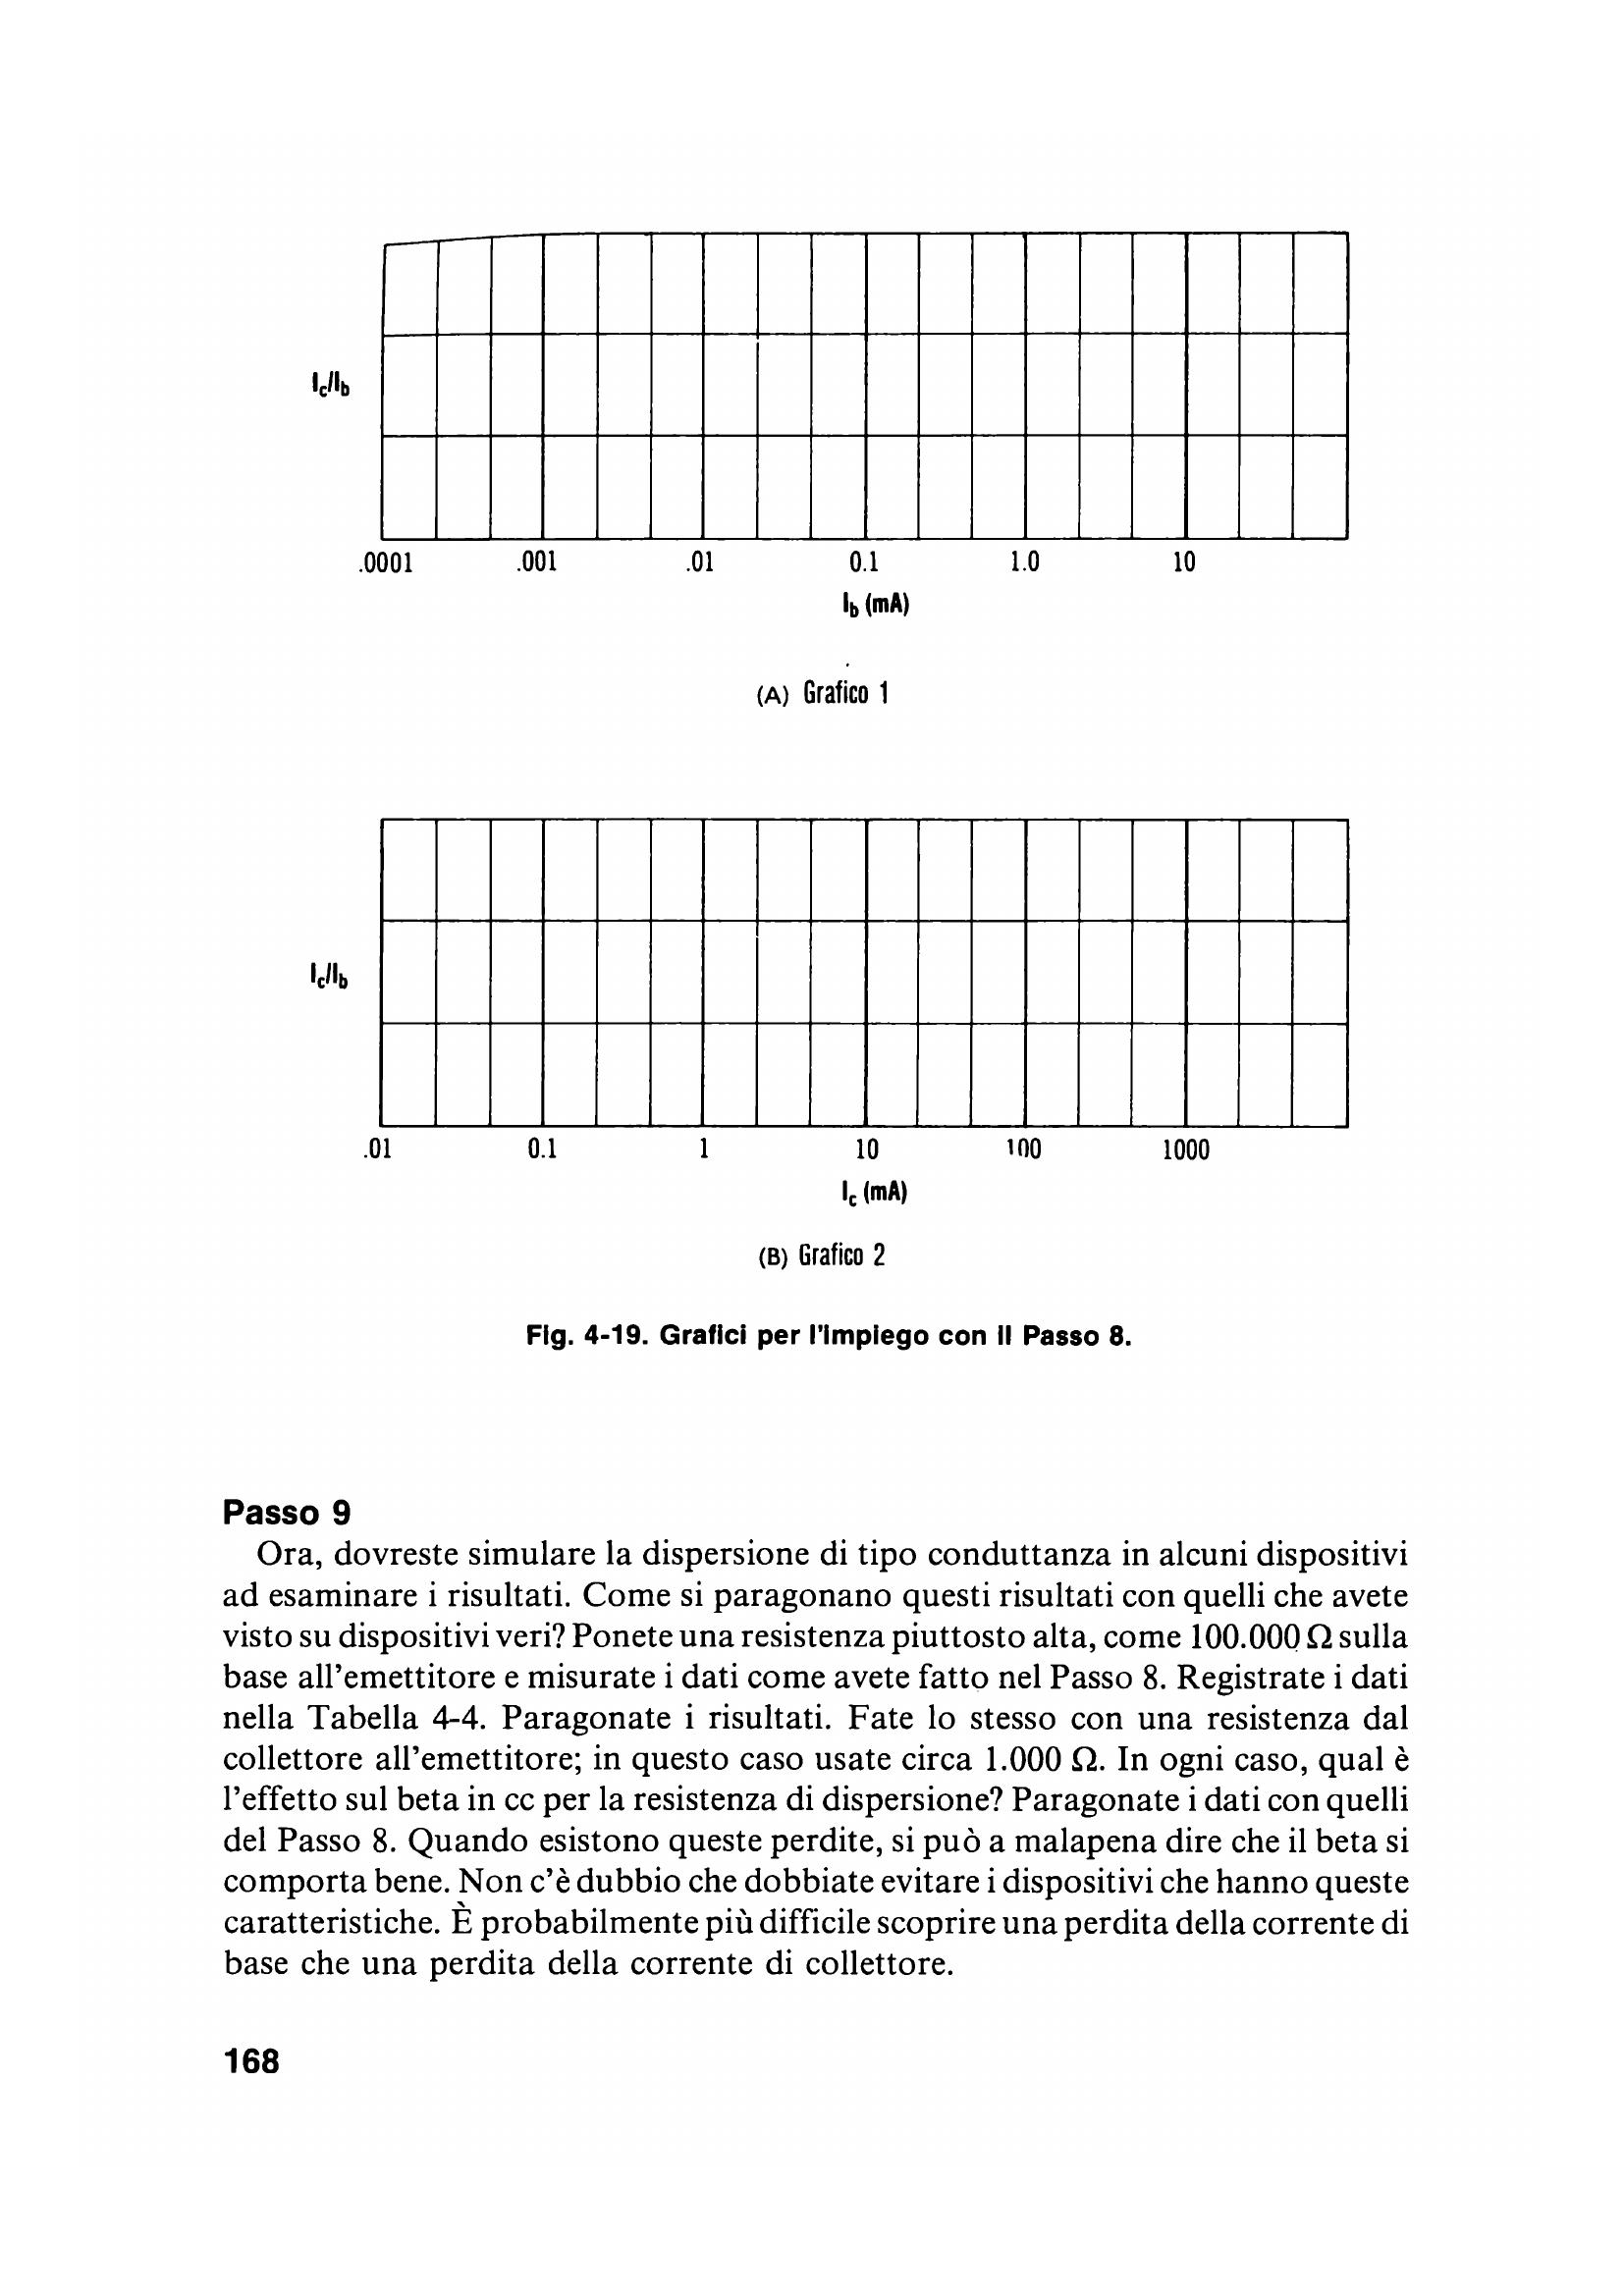 Ic/Ib
.0001 .001 .01 0.1 1.0 10
Ib (mA)
(A) Grafico 1
Ic/Ib
.01 0.1 1 10 100 1000
Ic (mA)
(B) Grafico 2
Fig. 4-19. Grafici per l'impiego con il Passo 8.
Passo 9
Ora, dovreste simulare la dispersione di tipo conduttanza in alcuni dispositivi
ad esaminare i risultati. Come si paragonano questi risultati con quelli che avete
visto su dispositivi veri? Ponete una resistenza piuttosto alta, come 100.000 Ω sulla
base all'emettitore e misurate i dati come avete fatto nel Passo 8. Registrate i dati
nella Tabella 4-4. Paragonate i risultati. Fate lo stesso con una resistenza dal
collettore all'emettitore; in questo caso usate circa 1.000 Ω. In ogni caso, qual è
l'effetto sul beta in cc per la resistenza di dispersione? Paragonate i dati con quelli
del Passo 8. Quando esistono queste perdite, si può a malapena dire che il beta si
comporta bene. Non c'è dubbio che dobbiate evitare i dispositivi che hanno queste
caratteristiche. È probabilmente più difficile scoprire una perdita della corrente di
base che una perdita della corrente di collettore.
168